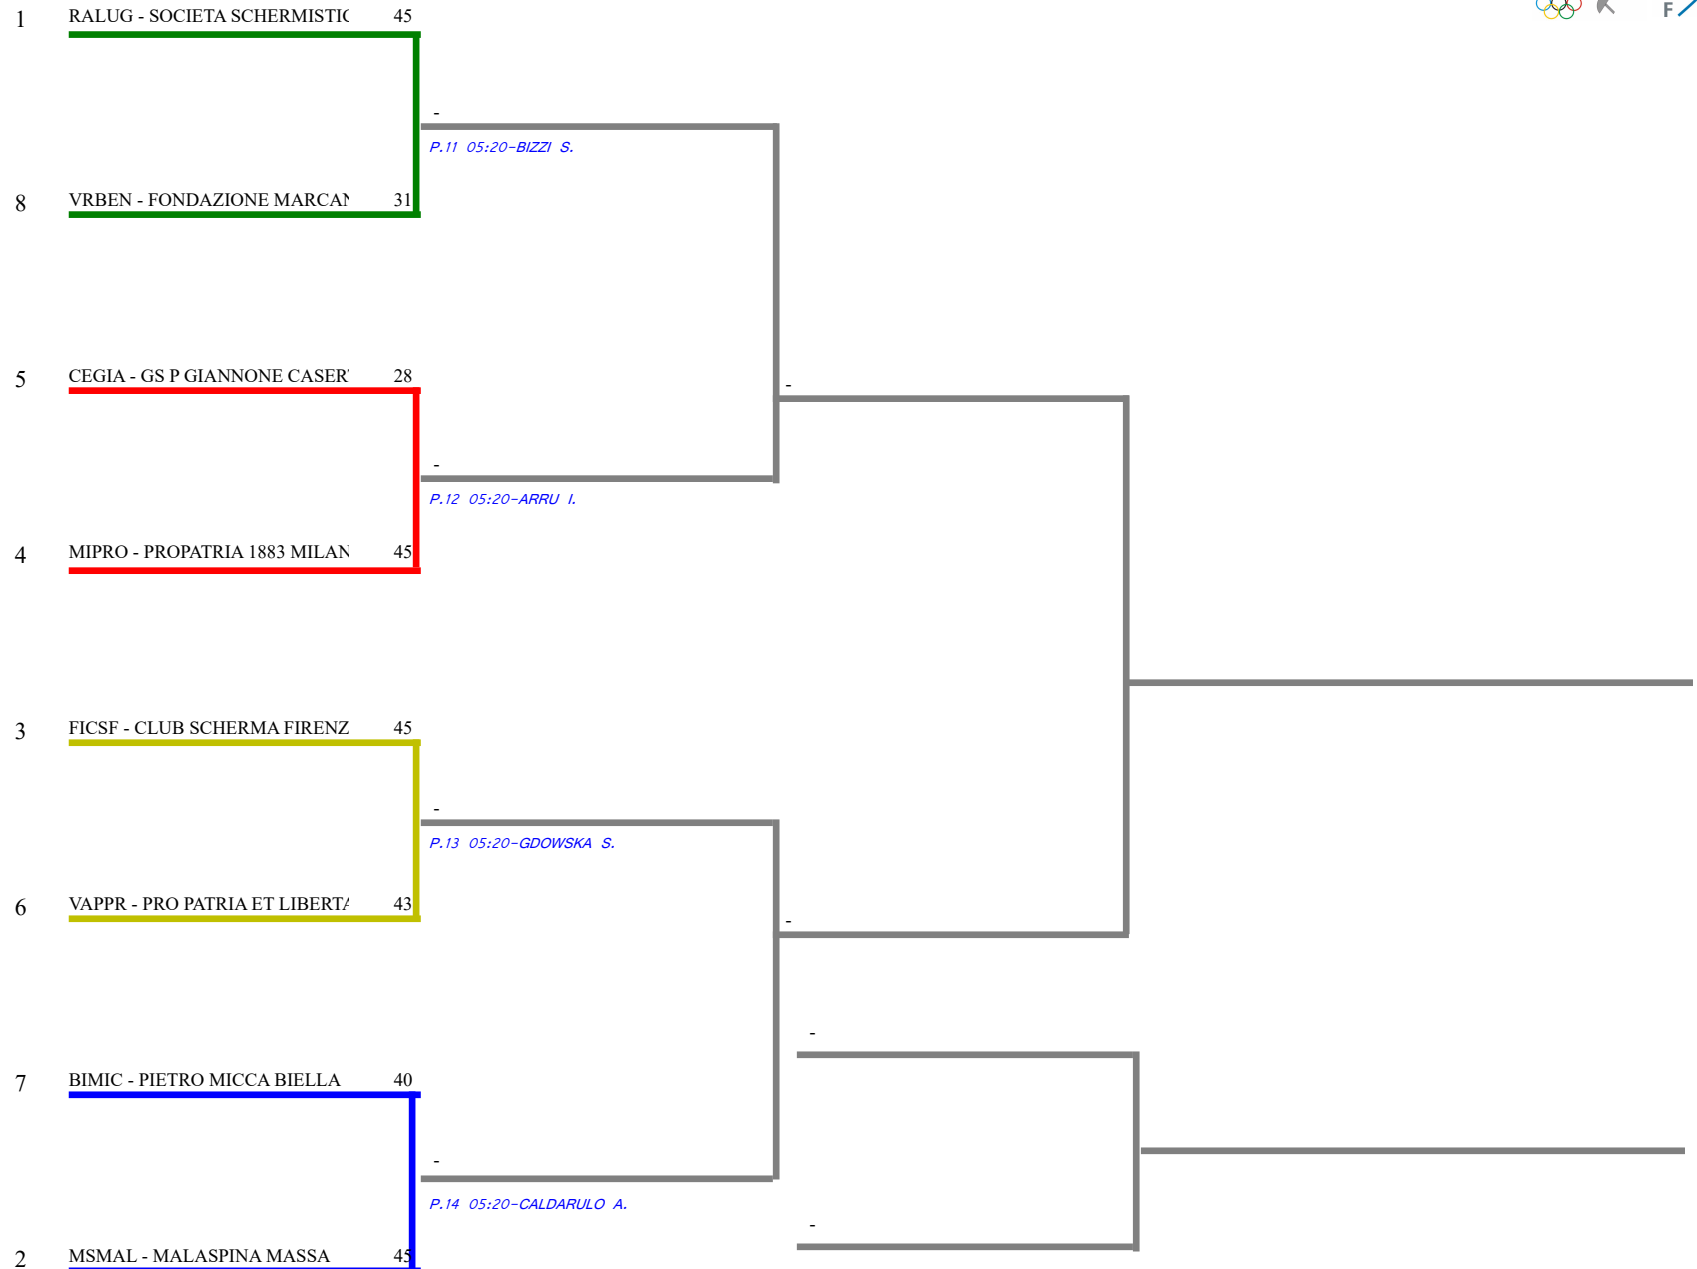 F
1 RALUG - SOCIETA SCHERMISTIC 45
-
P.11 05:20-BIZZI S.
8 VRBEN - FONDAZIONE MARCAN 31
5 CEGIA - GS P GIANNONE CASER 28
-
-
P.12 05:20-ARRU I.
4 MIPRO - PROPATRIA 1883 MILAN 45
3 FICSF - CLUB SCHERMA FIRENZ 45
-
P.13 05:20-GDOWSKA S.
6 VAPPR - PRO PATRIA ET LIBERTA 43
-
-
7 BIMIC - PIETRO MICCA BIELLA 40
-
P.14 05:20-CALDARULO A.
-
2 MSMAL - MALASPINA MASSA 45